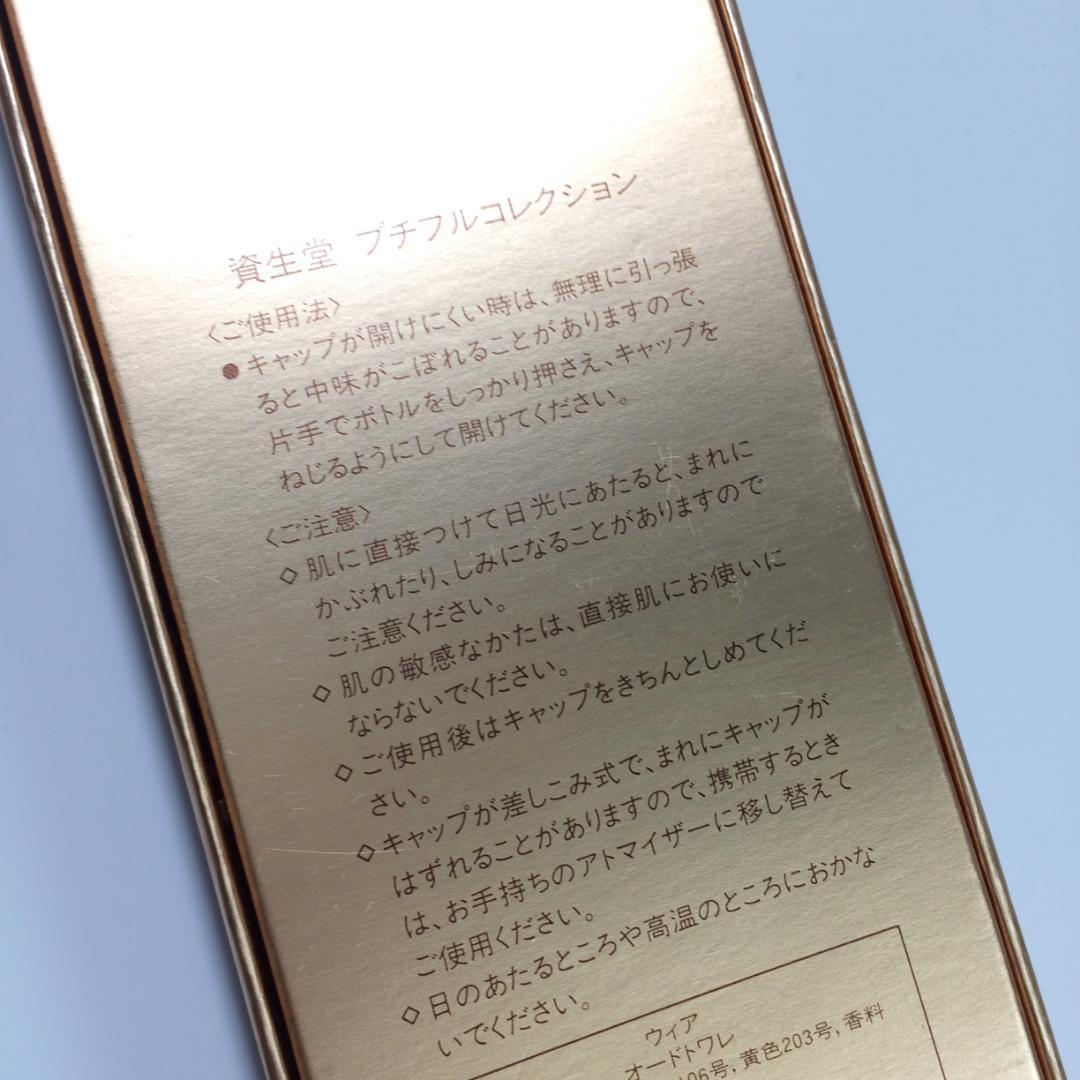 資生堂 プチフルコレクション
〈ご使用法〉
●キャップが開けにくい時は、無理に引っ張
ると中味がこぼれることがありますので、
片手でボトルをしっかり押さえ、キャップを
ねじるようにして開けてください。
〈ご注意〉
◇肌に直接つけて日光にあたると、まれに
かぶれたり、しみになることがありますので
ご注意ください。
◇肌の敏感なかたは、直接肌にお使いに
ならないでください。
◇ご使用後はキャップをきちんとしめてくだ
さい。
◇キャップが差しこみ式で、まれにキャップが
はずれることがありますので、携帯するとき
は、お手持ちのアトマイザーに移し替えて
ご使用ください。
◇日のあたるところや高温のところにおかな
いでください。
ウィア
オードトワレ
06号, 黄色203号, 香料